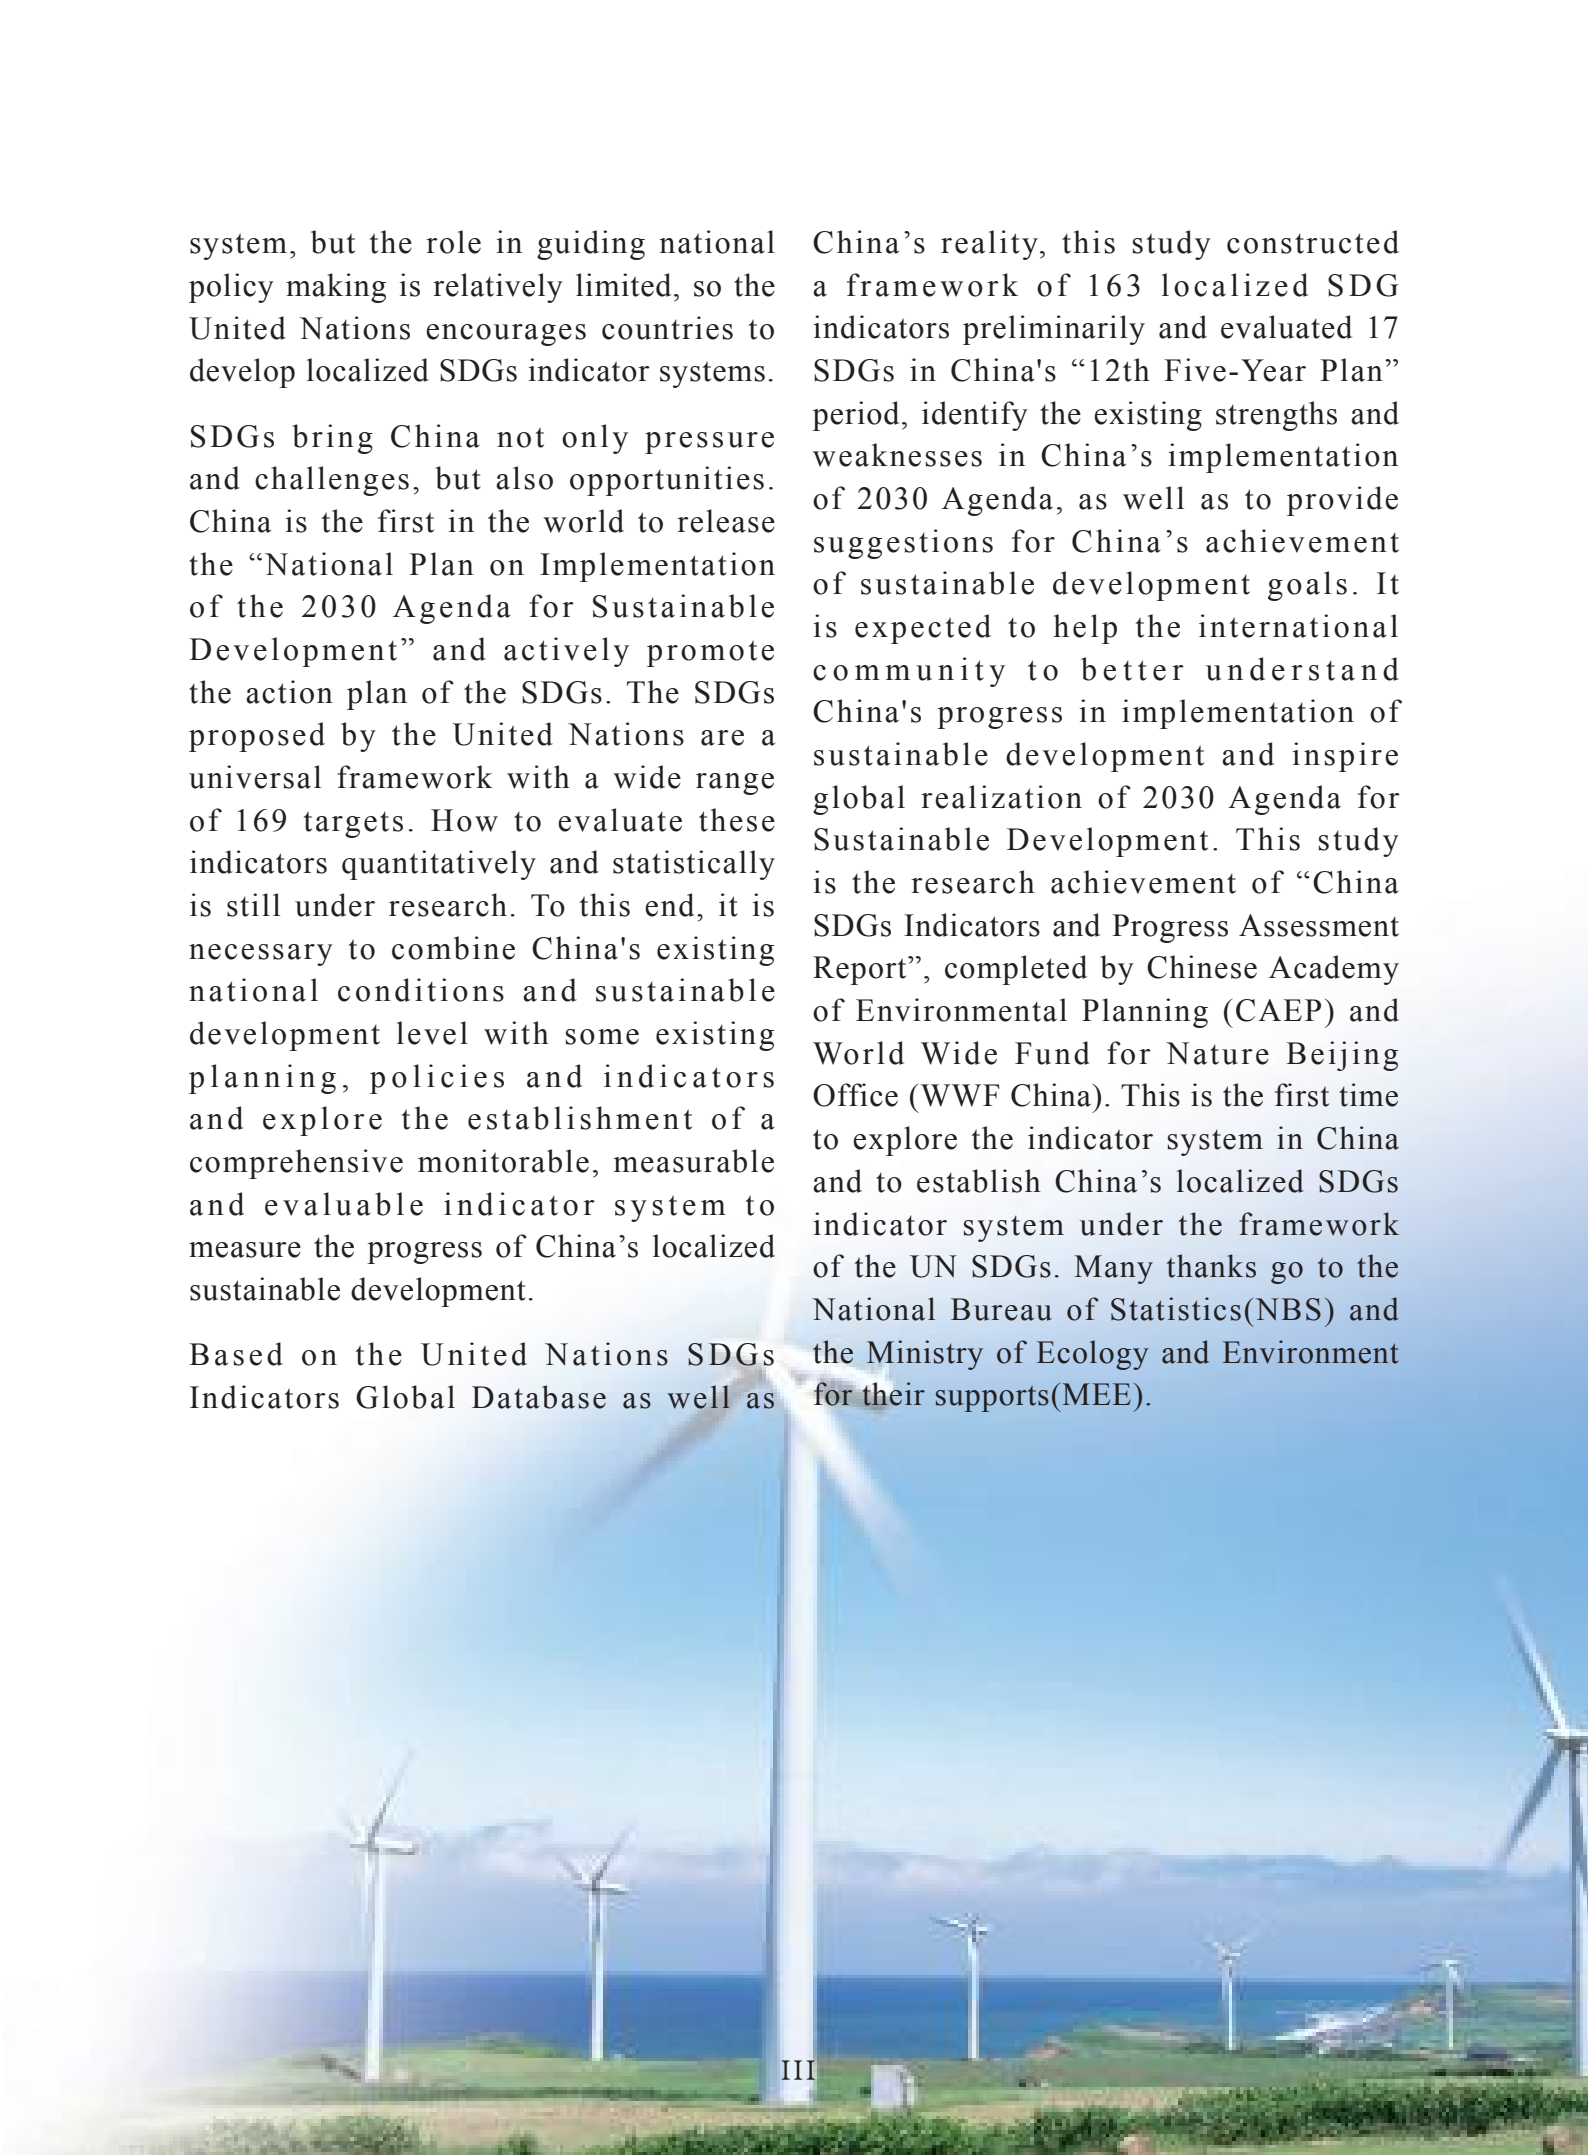 system, but the role in guiding national
policy making is relatively limited, so the
United Nations encourages countries to
develop localized SDGs indicator systems.
SDGs bring China not only pressure
and challenges, but also opportunities.
China is the first in the world to release
the “National Plan on Implementation
of the 2030 Agenda for Sustainable
Development” and actively promote
the action plan of the SDGs. The SDGs
proposed by the United Nations are a
universal framework with a wide range
of 169 targets. How to evaluate these
indicators quantitatively and statistically
is still under research. To this end, it is
necessary to combine China's existing
national conditions and sustainable
development level with some existing
planning, policies and indicators
and explore the establishment of a
comprehensive monitorable, measurable
and evaluable indicator system to
measure the progress of China’s localized
sustainable development.
Based on the United Nations SDGs
Indicators Global Database as well as
China’s reality, this study constructed
a framework of 163 localized SDG
indicators preliminarily and evaluated 17
SDGs in China's “12th Five-Year Plan”
period, identify the existing strengths and
weaknesses in China’s implementation
of 2030 Agenda, as well as to provide
suggestions for China’s achievement
of sustainable development goals. It
is expected to help the international
community to better understand
China's progress in implementation of
sustainable development and inspire
global realization of 2030 Agenda for
Sustainable Development. This study
is the research achievement of “China
SDGs Indicators and Progress Assessment
Report”, completed by Chinese Academy
of Environmental Planning (CAEP) and
World Wide Fund for Nature Beijing
Office (WWF China). This is the first time
to explore the indicator system in China
and to establish China’s localized SDGs
indicator system under the framework
of the UN SDGs. Many thanks go to the
National Bureau of Statistics(NBS) and
the Ministry of Ecology and Environment
for their supports(MEE).
III